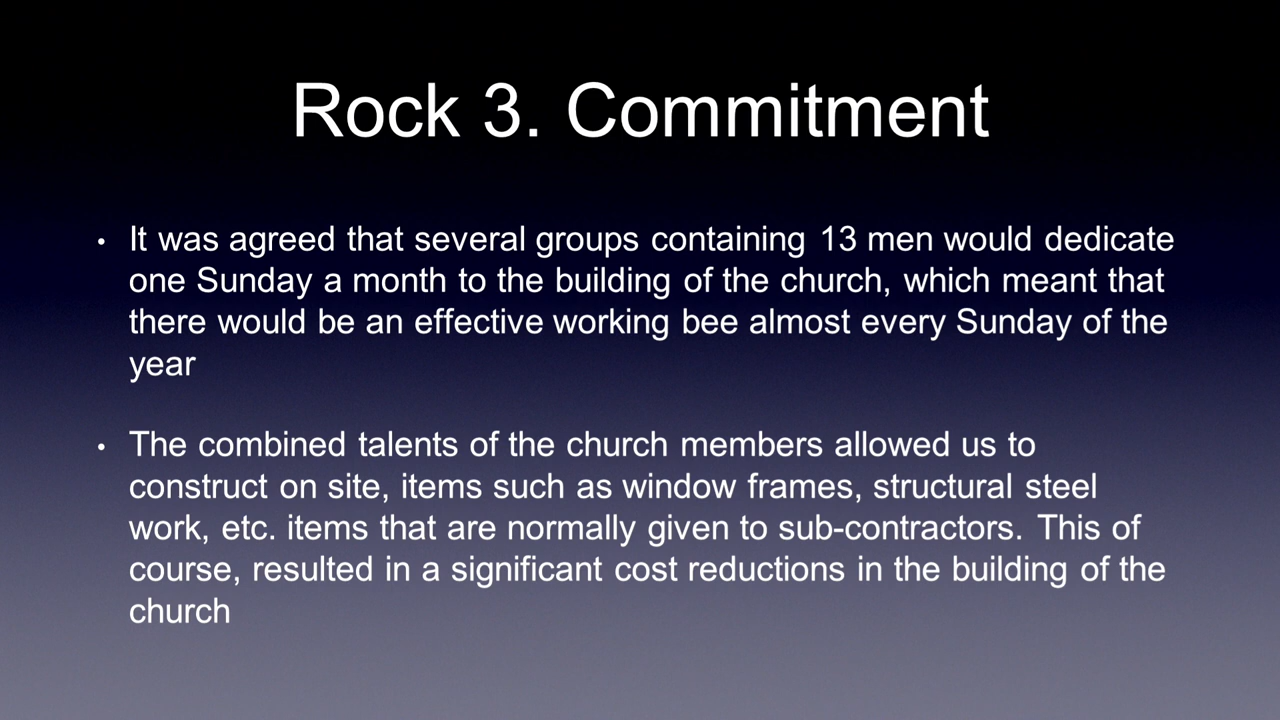 Rock 3. Commitment
• It was agreed that several groups containing 13 men would dedicate
one Sunday a month to the building of the church, which meant that
there would be an effective working bee almost every Sunday of the
year
• The combined talents of the church members allowed us to
construct on site, items such as window frames, structural steel
work, etc. items that are normally given to sub-contractors. This of
course, resulted in a significant cost reductions in the building of the
church